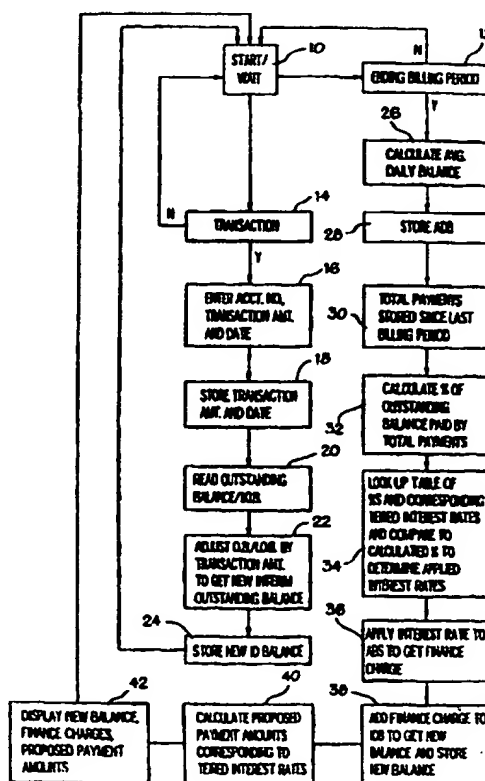 START/
WAIT
10
N
ENDING BILLING PERIOD
Y
26
CALCULATE AVG.
DAILY BALANCE
28
STORE ADB
N
TRANSACTION
14
Y
16
ENTER ACCT. NO.,
TRANSACTION AMT.
AND DATE
18
STORE TRANSACTION
AMT. AND DATE
20
READ OUTSTANDING
BALANCE/I.O.B.
22
ADJUST O.B./I.O.B. BY
TRANSACTION AMT.
TO GET NEW INTERIM
OUTSTANDING BALANCE
24
STORE NEW IO BALANCE
30
TOTAL PAYMENTS
STORED SINCE LAST
BILLING PERIOD
32
CALCULATE % OF
OUTSTANDING
BALANCE PAID BY
TOTAL PAYMENTS
34
LOOK UP TABLE OF
%S AND CORRESPONDING
TIERED INTEREST RATES
AND COMPARE TO
CALCULATED % TO
DETERMINE APPLIED
INTEREST RATES
36
APPLY INTEREST RATE TO
ABS TO GET FINANCE
CHARGE
38
ADD FINANCE CHARGE TO
IOB TO GET NEW
BALANCE AND STORE
NEW BALANCE
40
CALCULATE PROPOSED
PAYMENT AMOUNTS
CORRESPONDING TO
TIERED INTEREST RATES
42
DISPLAY NEW BALANCE,
FINANCE CHARGES,
PROPOSED PAYMENT
AMOUNTS